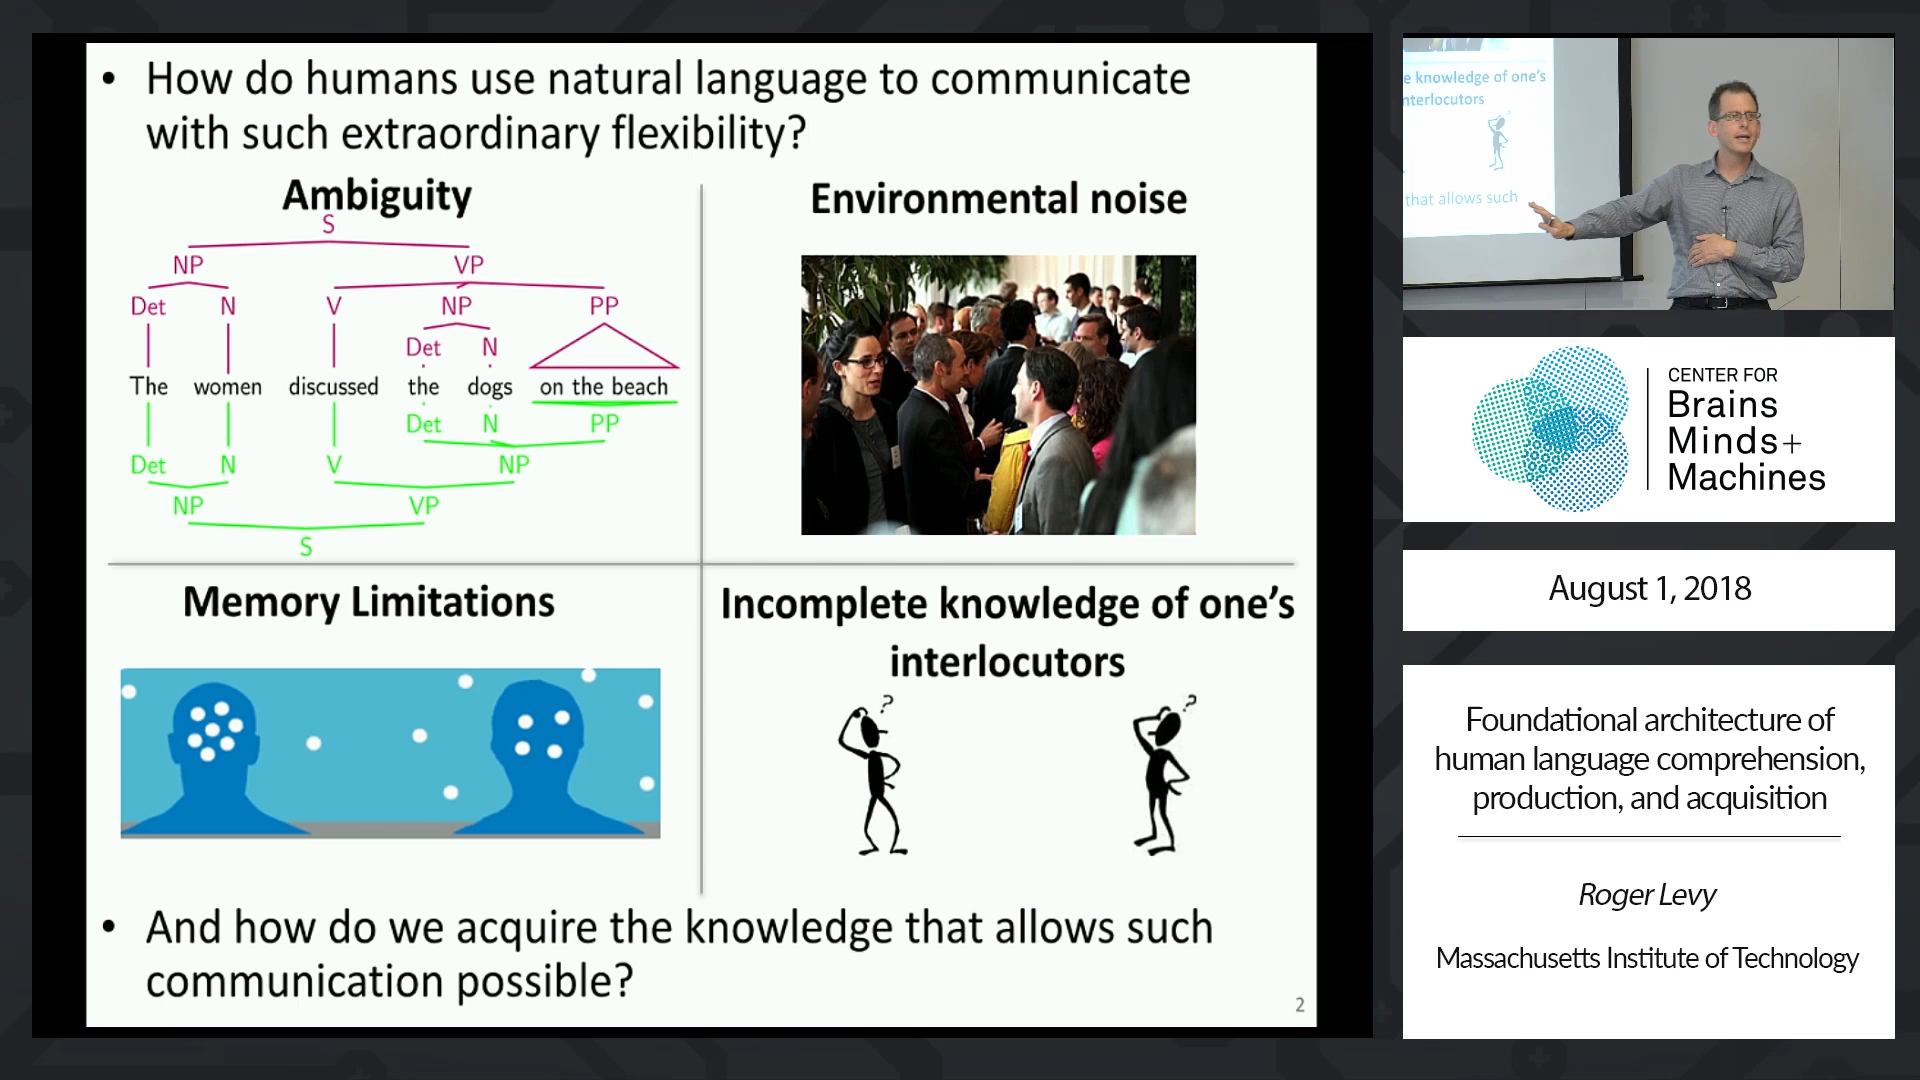 • How do humans use natural language to communicate
with such extraordinary flexibility?
Ambiguity
S
NP VP
Det N V NP PP
Det N
The women discussed the dogs on the beach
Det N PP
Det N V NP
NP VP
S
Environmental noise
Memory Limitations
Incomplete knowledge of one's
interlocutors
? ?
• And how do we acquire the knowledge that allows such
communication possible?
2
e knowledge of one's
nterlocutors
that allows such
CENTER FOR
Brains
Minds+
Machines
August 1, 2018
Foundational architecture of
human language comprehension,
production, and acquisition
Roger Levy
Massachusetts Institute of Technology